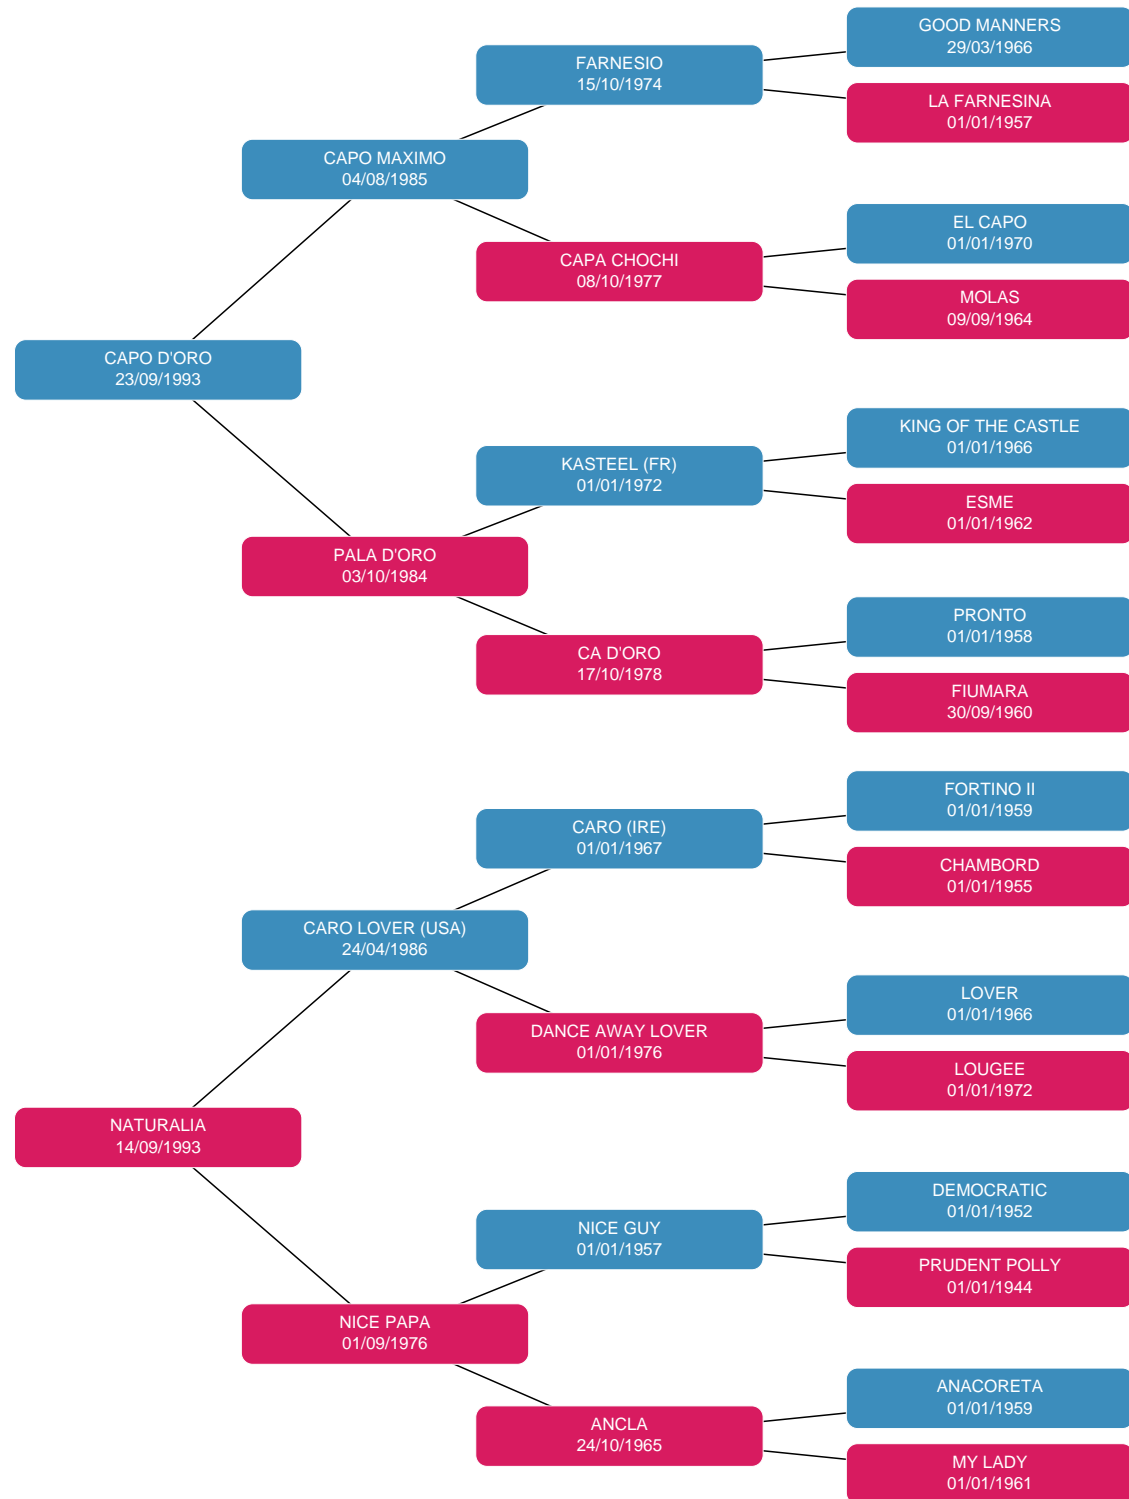 GOOD MANNERS
29/03/1966
FARNESIO
15/10/1974
LA FARNESINA
01/01/1957
CAPO MAXIMO
04/08/1985
EL CAPO
01/01/1970
CAPA CHOCHI
08/10/1977
MOLAS
09/09/1964
CAPO D'ORO
23/09/1993
KING OF THE CASTLE
01/01/1966
KASTEEL (FR)
01/01/1972
ESME
01/01/1962
PALA D'ORO
03/10/1984
PRONTO
01/01/1958
CA D'ORO
17/10/1978
FIUMARA
30/09/1960
FORTINO II
01/01/1959
CARO (IRE)
01/01/1967
CHAMBORD
01/01/1955
CARO LOVER (USA)
24/04/1986
LOVER
01/01/1966
DANCE AWAY LOVER
01/01/1976
LOUGEE
01/01/1972
NATURALIA
14/09/1993
DEMOCRATIC
01/01/1952
NICE GUY
01/01/1957
PRUDENT POLLY
01/01/1944
NICE PAPA
01/09/1976
ANACORETA
01/01/1959
ANCLA
24/10/1965
MY LADY
01/01/1961